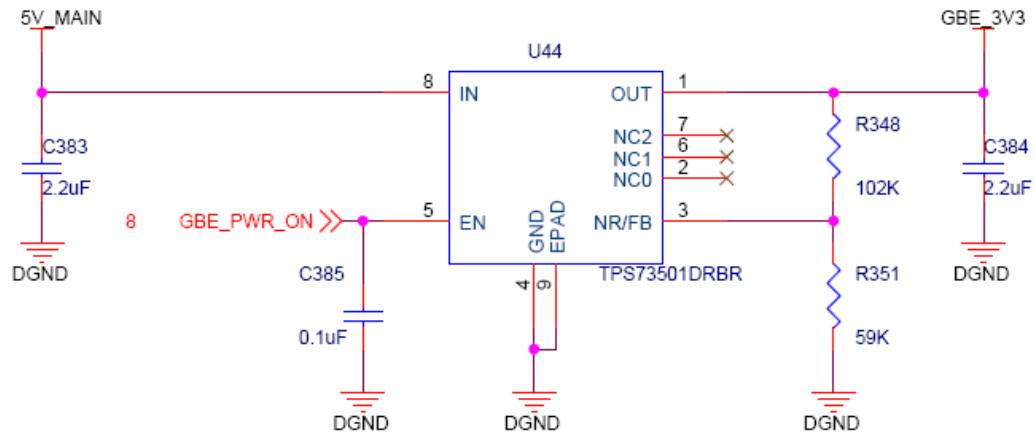 5V_MAIN
GBE_3V3
U44
8
IN
OUT
1
NC2
7
NC1
6
NC0
2
C383
2.2uF
R348
102K
C384
2.2uF
8
GBE_PWR_ON
5
EN
GND
EPAD
NR/FB
3
DGND
DGND
C385
0.1uF
4
9
TPS73501DRBR
R351
59K
DGND
DGND
DGND